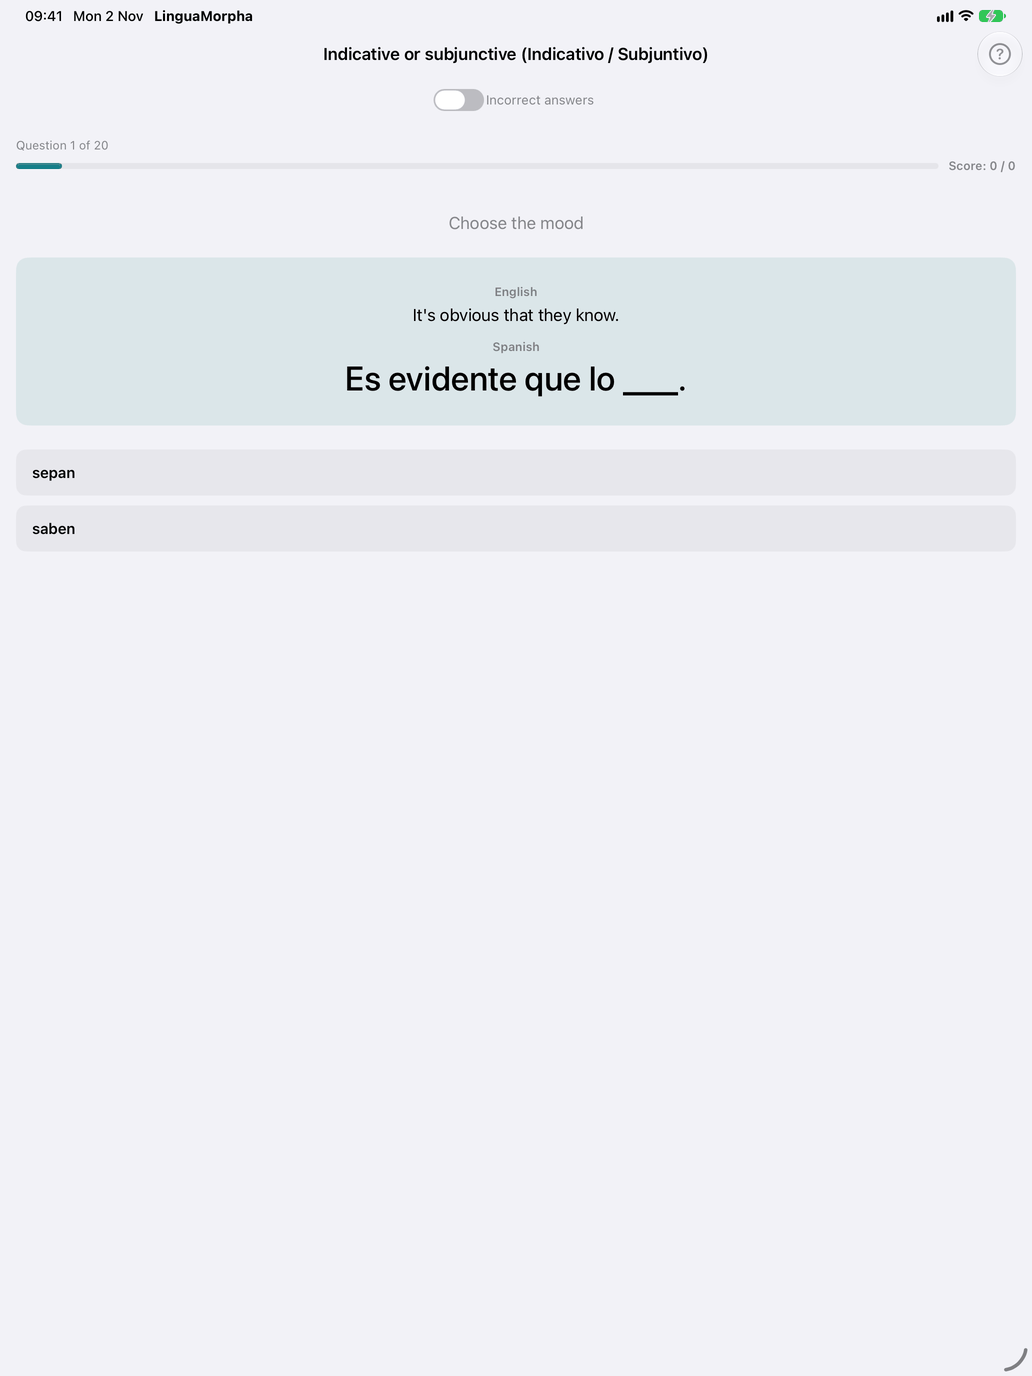 09:41 Mon 2 Nov LinguaMorpha
Indicative or subjunctive (Indicativo / Subjuntivo)
?
Incorrect answers
Question 1 of 20
Score: 0 / 0
Choose the mood
English
It's obvious that they know.
Spanish
Es evidente que lo ____.
sepan
saben